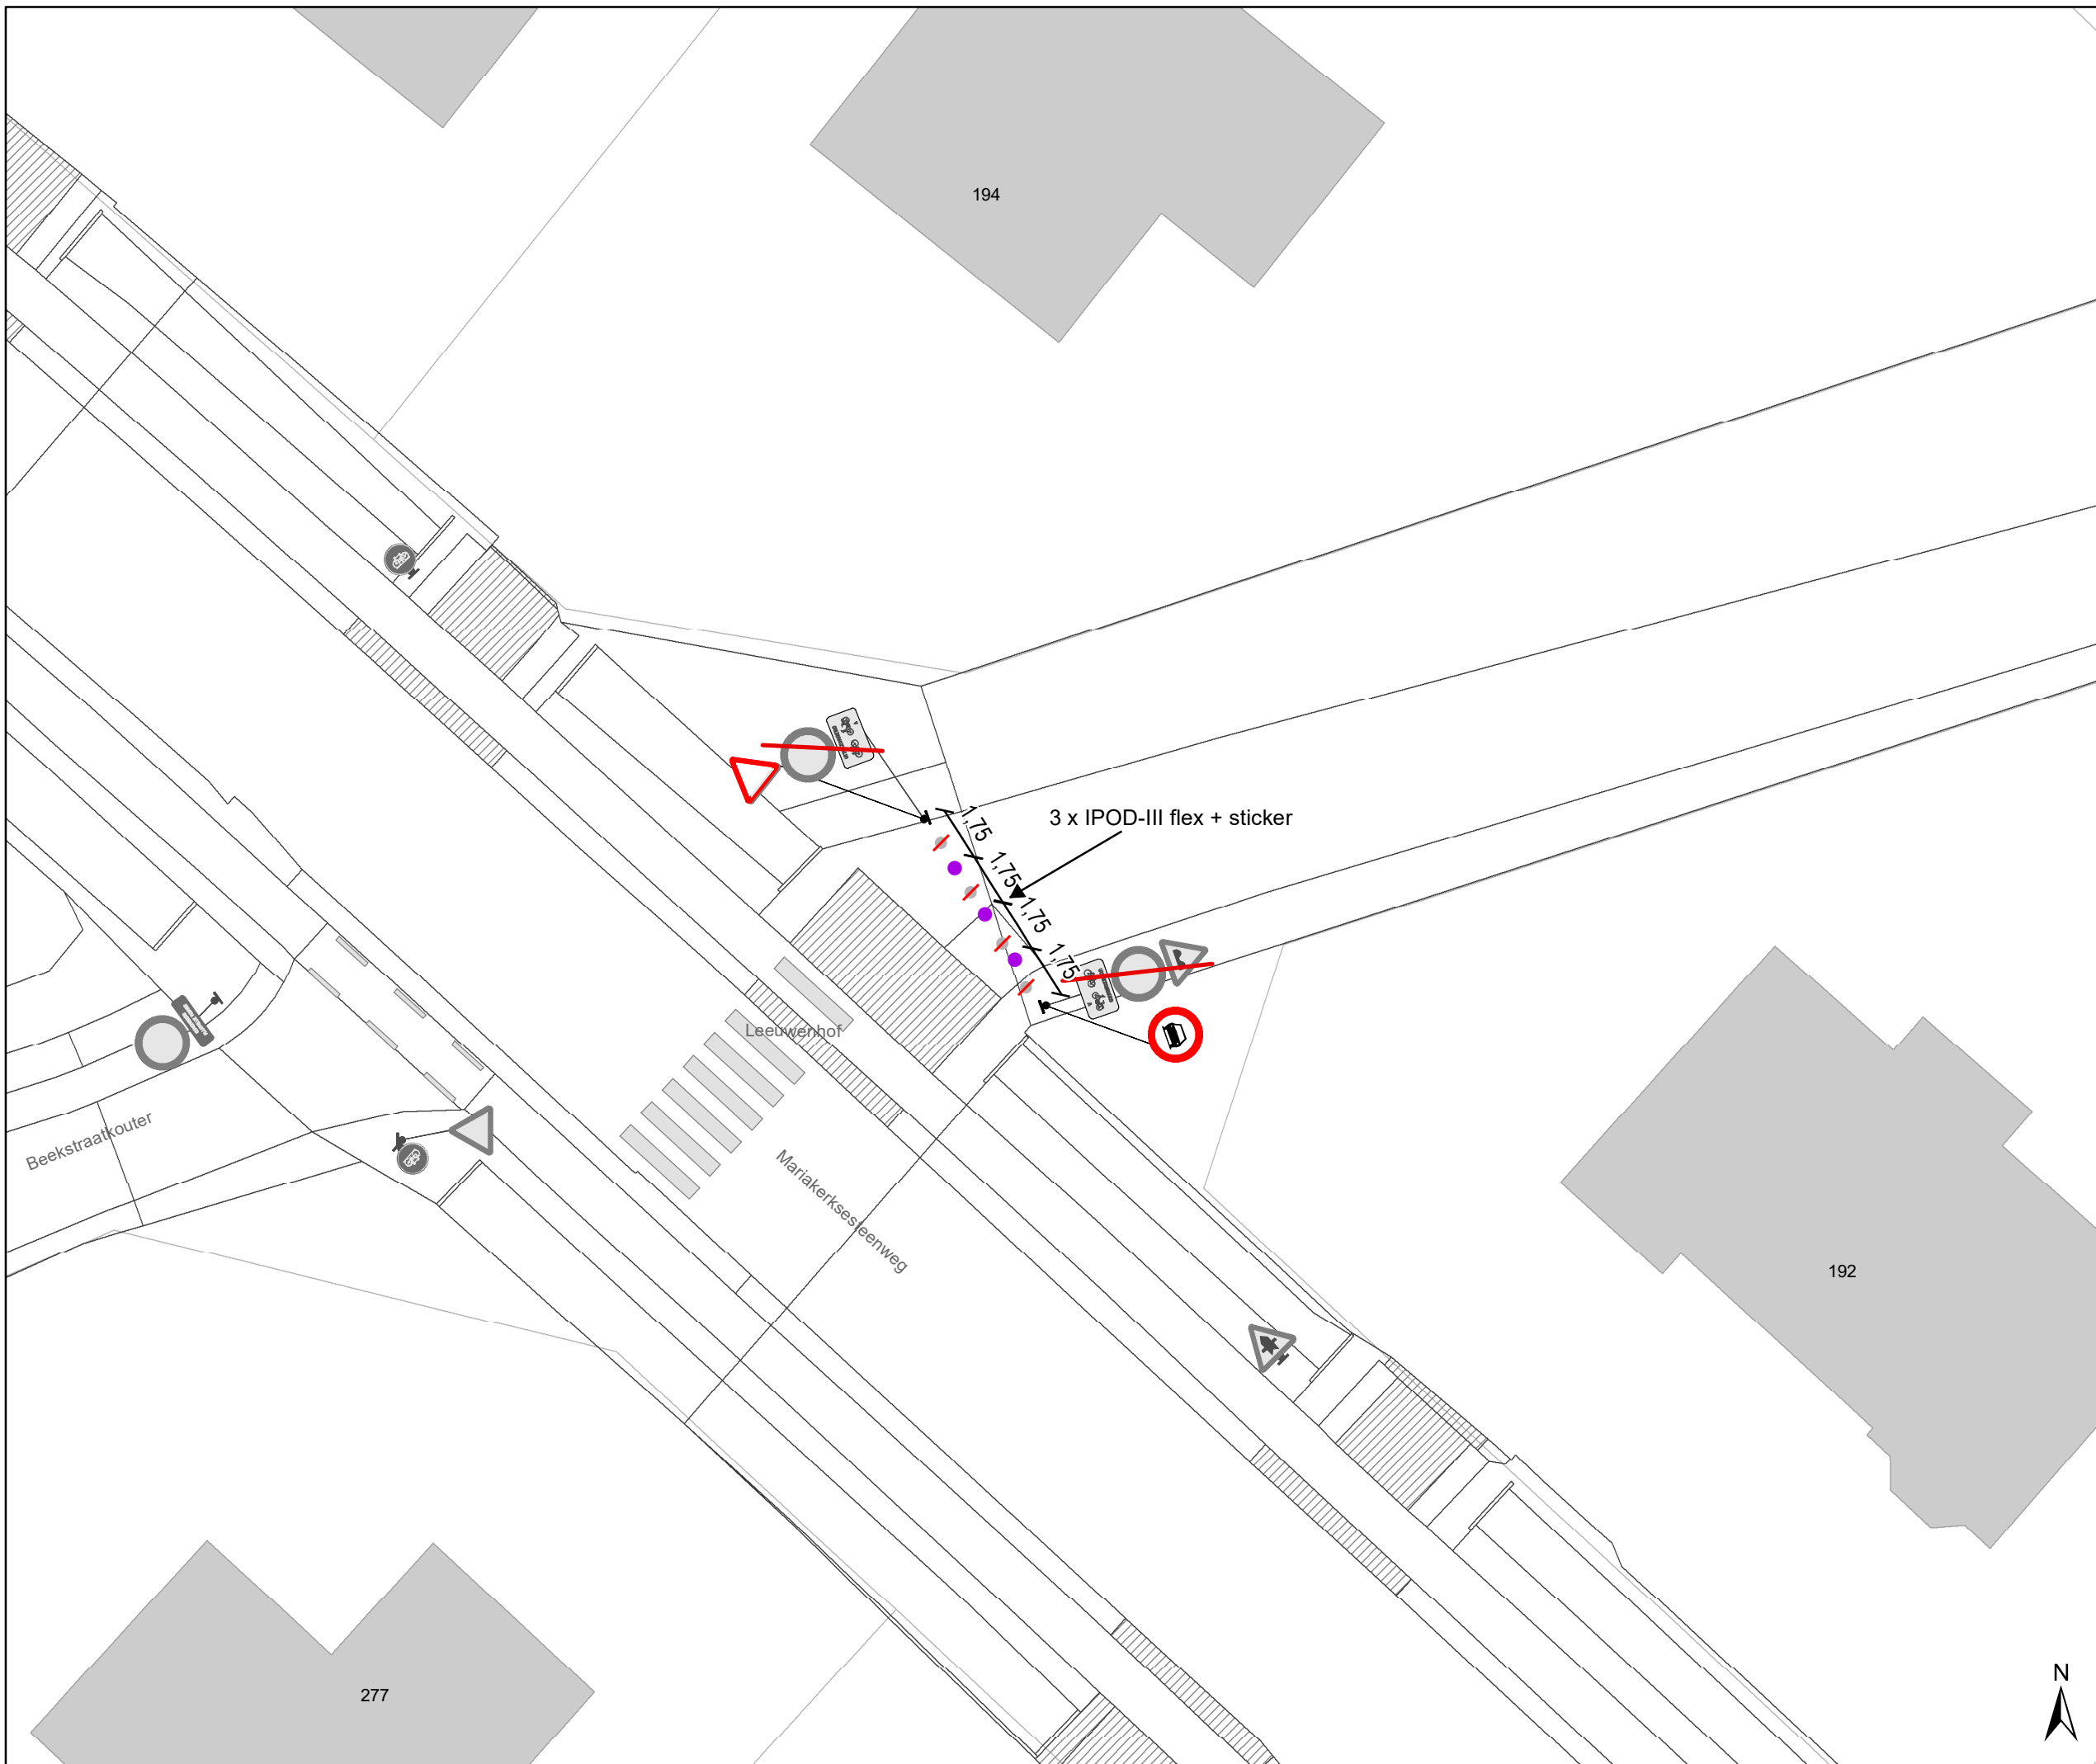 194
1,75
3 x IPOD-III flex + sticker
1,75
1,75
1,75
Leeuwenhof
Beekstraatkouter
Mariakerksesteenweg
192
277
N